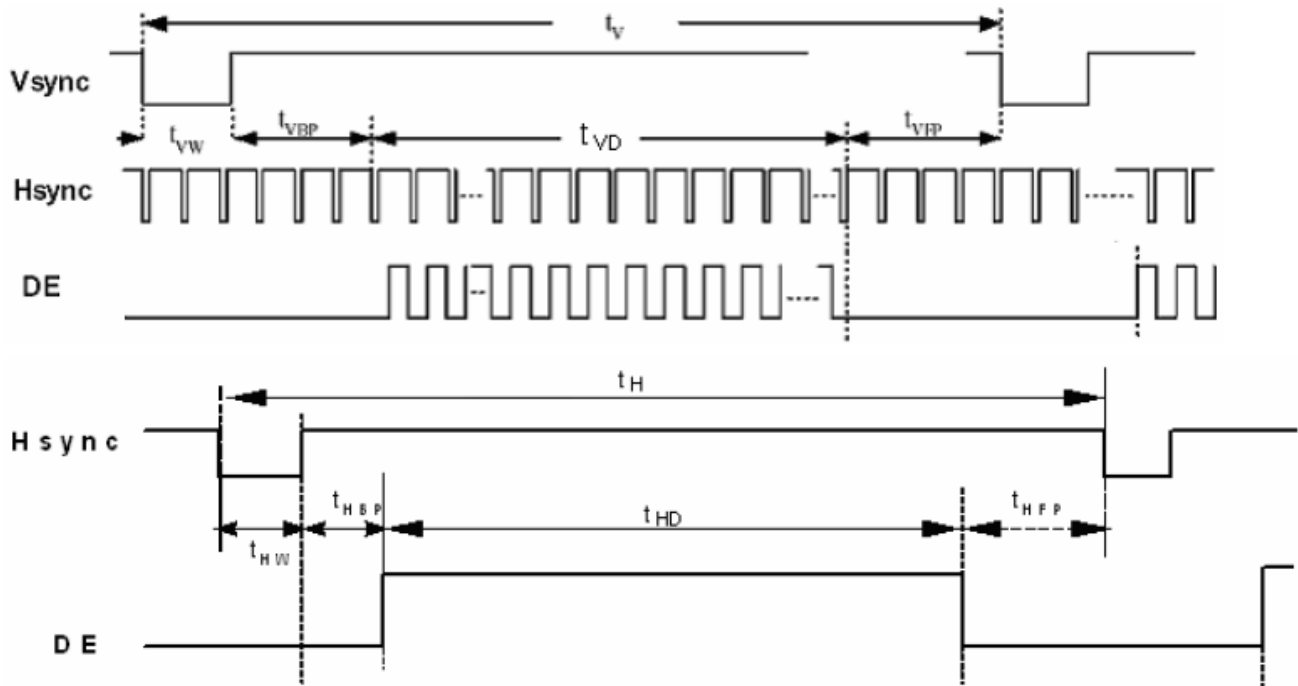 tV
Vsync
tVW tVBP tVD tVFP
Hsync
DE
tH
Hsync
tHBP tHD tHFP
tHW
DE